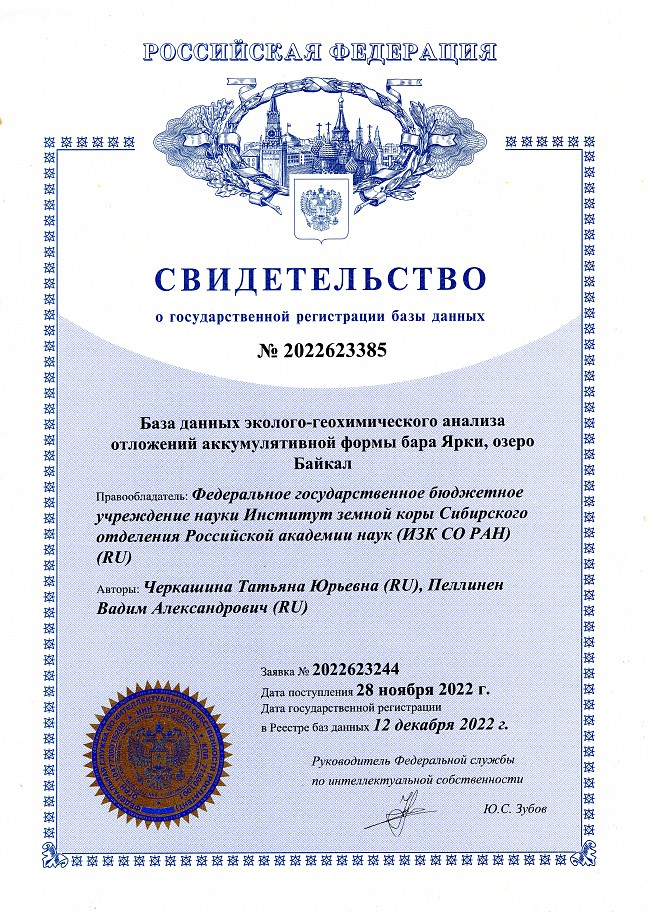 РОССИЙСКАЯ ФЕДЕРАЦИЯ
СВИДЕТЕЛЬСТВО
о государственной регистрации базы данных
№ 2022623385
База данных эколого-геохимического анализа
отложений аккумулятивной формы бара Ярки, озеро
Байкал
Правообладатель: Федеральное государственное бюджетное
учреждение науки Институт земной коры Сибирского
отделения Российской академии наук (ИЗК СО РАН)
(RU)
Авторы: Черкашина Татьяна Юрьевна (RU), Пеллинен
Вадим Александрович (RU)
Заявка № 2022623244
Дата поступления 28 ноября 2022 г.
Дата государственной регистрации
в Реестре баз данных 12 декабря 2022 г.
Руководитель Федеральной службы
по интеллектуальной собственности
Ю.С. Зубов